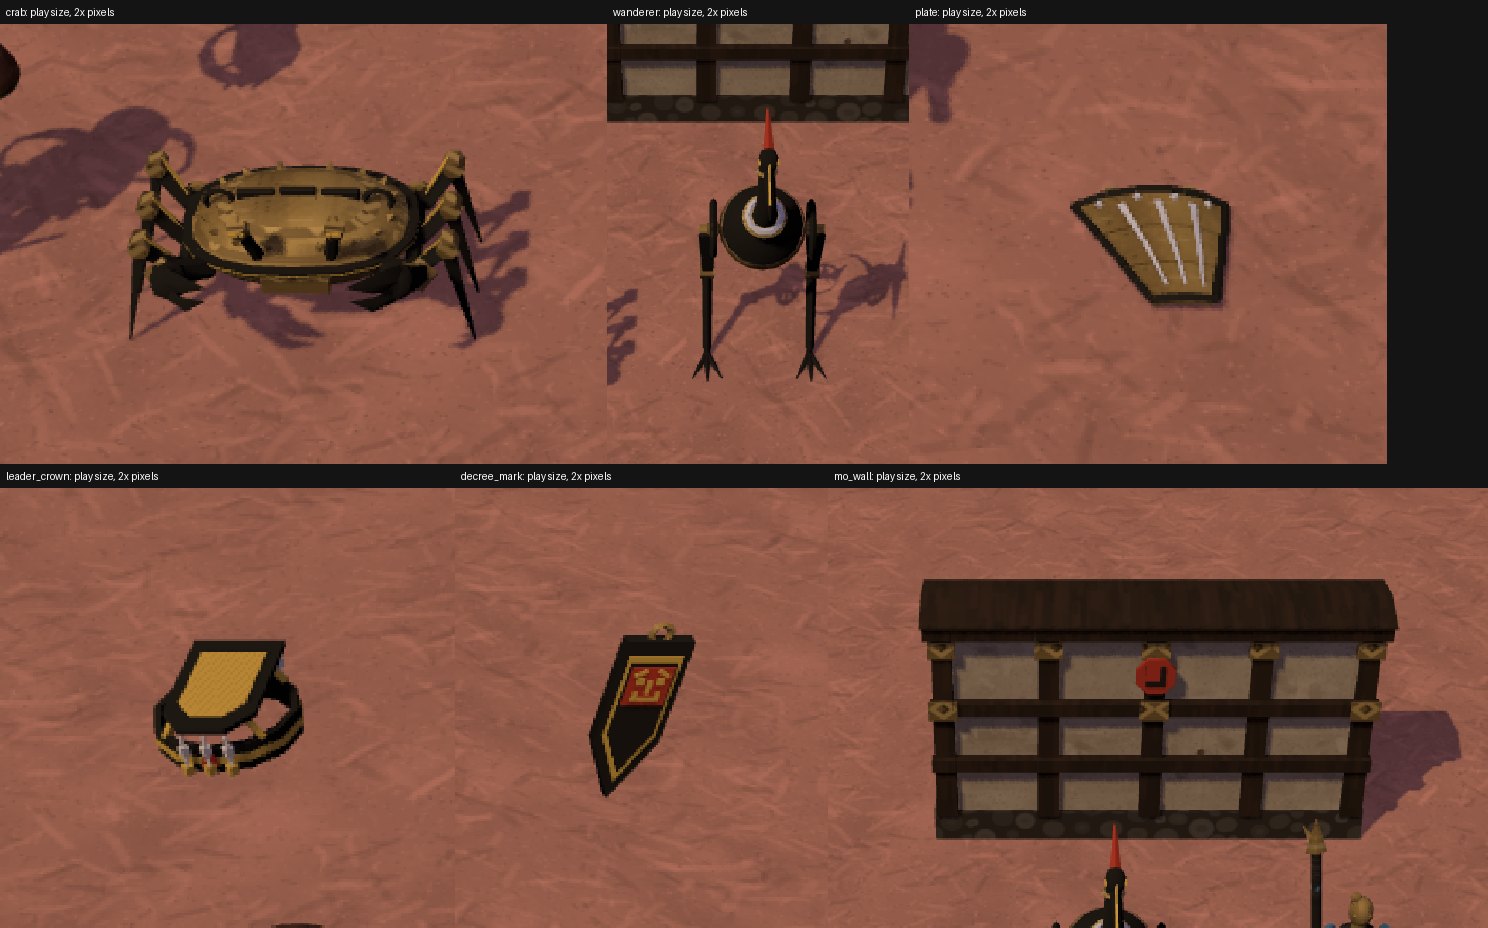 crab: playsize, 2x pixels
wanderer: playsize, 2x pixels
plate: playsize, 2x pixels
leader_crown: playsize, 2x pixels
decree_mark: playsize, 2x pixels
mo_wall: playsize, 2x pixels